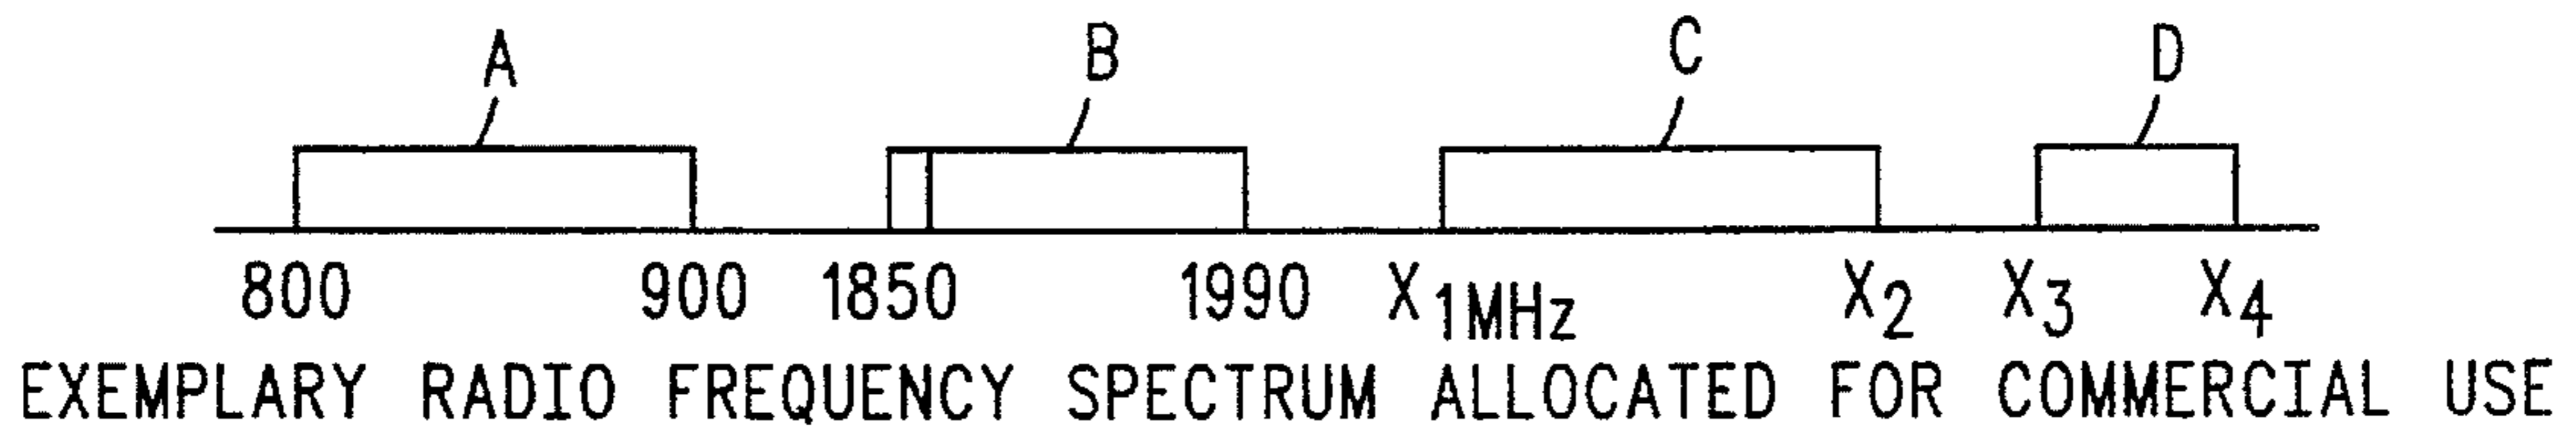 A B C D
800 900 1850 1990 X1MHz X2 X3 X4
EXEMPLARY RADIO FREQUENCY SPECTRUM ALLOCATED FOR COMMERCIAL USE